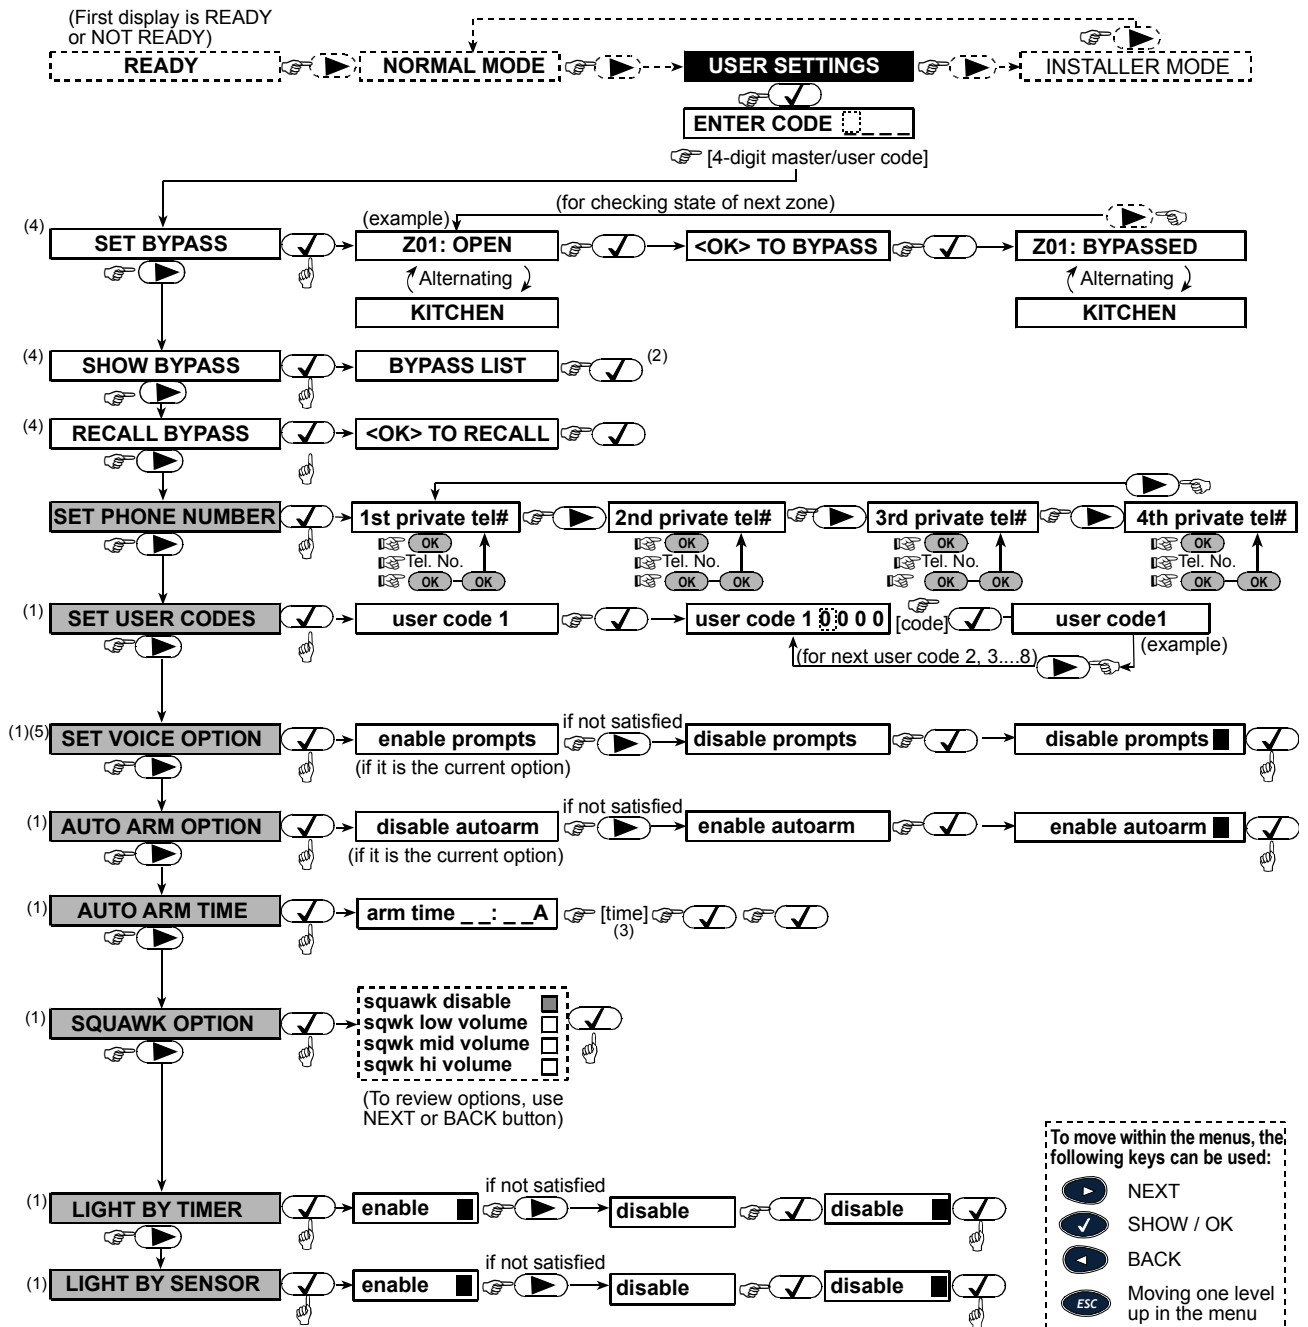 (First display is READY
or NOT READY)
READY
NORMAL MODE
USER SETTINGS
INSTALLER MODE
ENTER CODE _ _ _ _
[4-digit master/user code]
(for checking state of next zone)
(4)
SET BYPASS
(example)
Z01: OPEN
<OK> TO BYPASS
Z01: BYPASSED
Alternating
Alternating
KITCHEN
KITCHEN
(4)
SHOW BYPASS
BYPASS LIST
(2)
(4)
RECALL BYPASS
<OK> TO RECALL
SET PHONE NUMBER
1st private tel#
2nd private tel#
3rd private tel#
4th private tel#
OK
OK
OK
OK
Tel. No.
Tel. No.
Tel. No.
Tel. No.
OK OK
OK OK
OK OK
OK OK
(1)
SET USER CODES
user code 1
user code 1 0 0 0 0
[code]
user code1
(example)
(for next user code 2, 3....8)
(1)(5)
SET VOICE OPTION
enable prompts
(if it is the current option)
if not satisfied
disable prompts
disable prompts
(1)
AUTO ARM OPTION
disable autoarm
(if it is the current option)
if not satisfied
enable autoarm
enable autoarm
(1)
AUTO ARM TIME
arm time _ _: _ _A
[time]
(3)
(1)
SQUAWK OPTION
squawk disable
sqwk low volume
sqwk mid volume
sqwk hi volume
(To review options, use
NEXT or BACK button)
(1)
LIGHT BY TIMER
enable
if not satisfied
disable
disable
(1)
LIGHT BY SENSOR
enable
if not satisfied
disable
disable
To move within the menus, the
following keys can be used:
NEXT
SHOW / OK
BACK
ESC
Moving one level
up in the menu